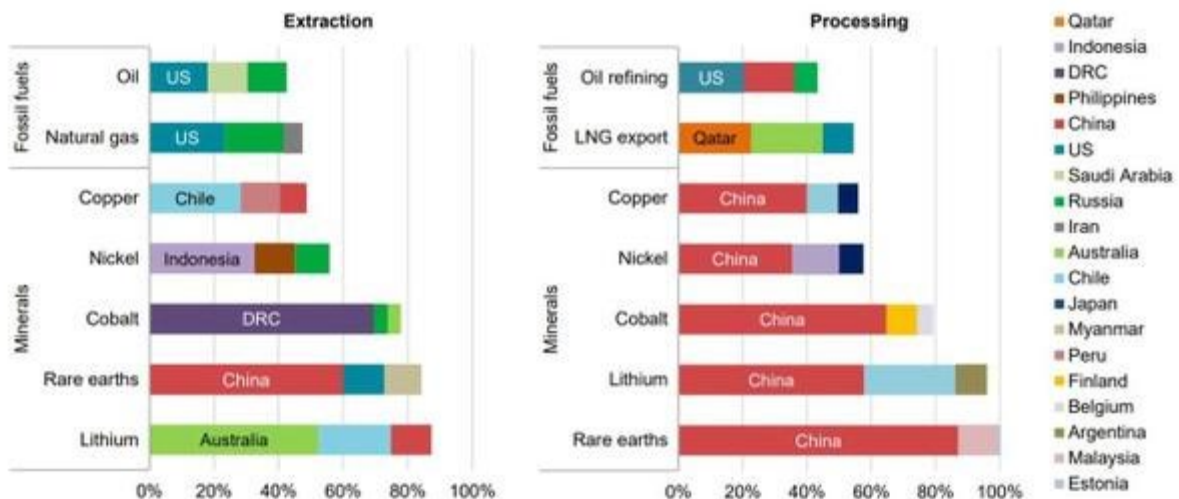 Extraction
Fossil fuels
Oil
US
Natural gas
US
Minerals
Copper
Chile
Nickel
Indonesia
Cobalt
DRC
Rare earths
China
Lithium
Australia
0% 20% 40% 60% 80% 100%
Processing
Fossil fuels
Oil refining
US
LNG export
Qatar
Minerals
Copper
China
Nickel
China
Cobalt
China
Lithium
China
Rare earths
China
0% 20% 40% 60% 80% 100%
Qatar
Indonesia
DRC
Philippines
China
US
Saudi Arabia
Russia
Iran
Australia
Chile
Japan
Myanmar
Peru
Finland
Belgium
Argentina
Malaysia
Estonia